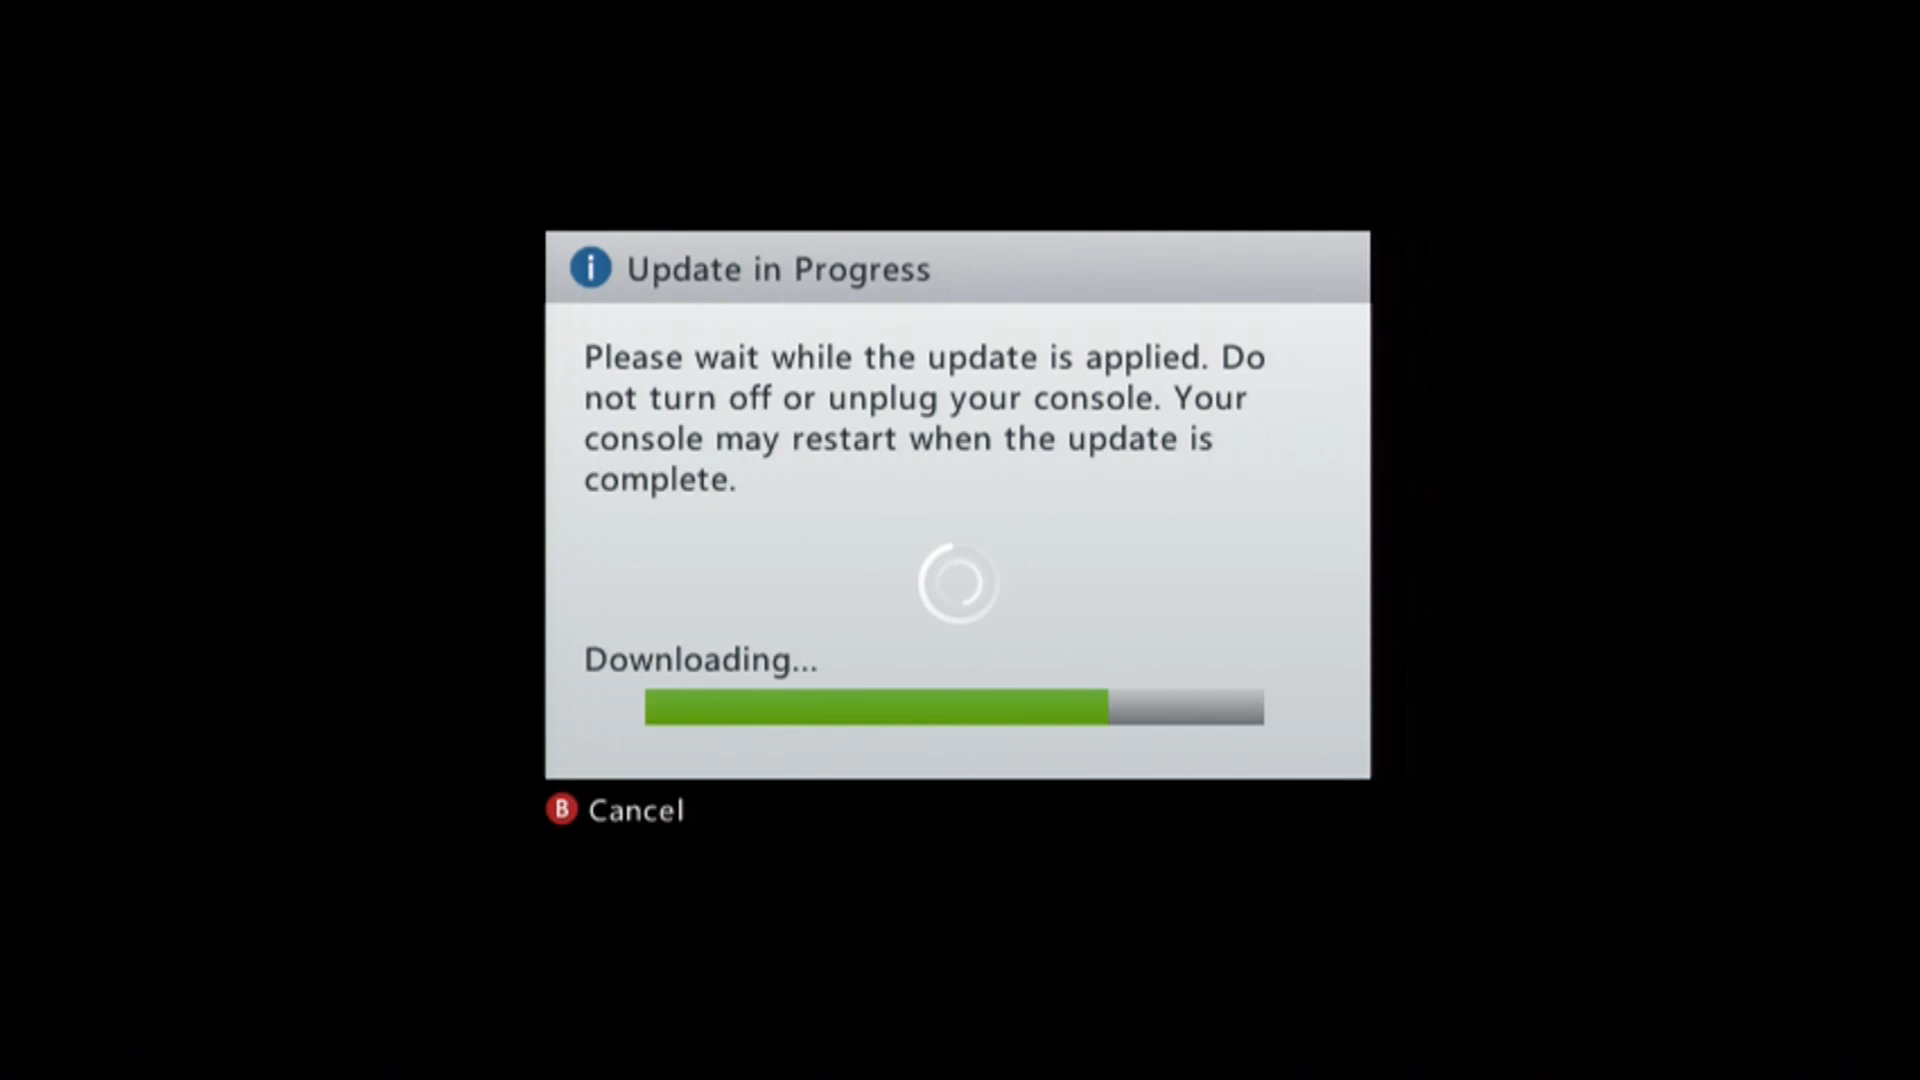 i Update in Progress
Please wait while the update is applied. Do
not turn off or unplug your console. Your
console may restart when the update is
complete.
Downloading...
B Cancel